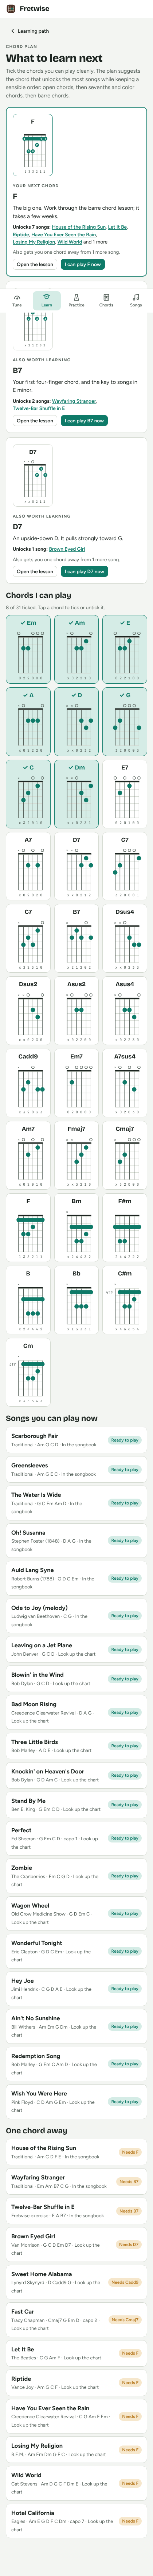 Fretwise
Learning path
CHORD PLAN
What to learn next
Tick the chords you can play cleanly. The plan suggests
the chord that unlocks the most songs while keeping a
sensible order: open chords, then sevenths and color
chords, then barre chords.
F
YOUR NEXT CHORD
F
The big one. Work through the barre chord lesson; it
takes a few weeks.
Unlocks 7 songs: House of the Rising Sun, Let It Be,
Riptide, Have You Ever Seen the Rain,
Losing My Religion, Wild World and 1 more
Also gets you one chord away from 1 more song.
Open the lesson
I can play F now
Tune
Learn
Practice
Chords
Songs
ALSO WORTH LEARNING
B7
Your first four-finger chord, and the key to songs in
E minor.
Unlocks 2 songs: Wayfaring Stranger,
Twelve-Bar Shuffle in E
Open the lesson
I can play B7 now
D7
ALSO WORTH LEARNING
D7
An upside-down D. It pulls strongly toward G.
Unlocks 1 song: Brown Eyed Girl
Also gets you one chord away from 1 more song.
Open the lesson
I can play D7 now
Chords I can play
8 of 31 ticked. Tap a chord to tick or untick it.
✓ Em
✓ Am
✓ E
✓ A
✓ D
✓ G
✓ C
✓ Dm
E7
A7
D7
G7
C7
B7
Dsus4
Dsus2
Asus2
Asus4
Cadd9
Em7
A7sus4
Am7
Fmaj7
Cmaj7
F
Bm
F#m
B
Bb
C#m
Cm
Songs you can play now
Scarborough Fair
Traditional · Am G C D · In the songbook
Ready to play
Greensleeves
Traditional · Am G E C · In the songbook
Ready to play
The Water Is Wide
Traditional · G C Em Am D · In the
songbook
Ready to play
Oh! Susanna
Stephen Foster (1848) · D A G · In the
songbook
Ready to play
Auld Lang Syne
Robert Burns (1788) · G D C Em · In the
songbook
Ready to play
Ode to Joy (melody)
Ludwig van Beethoven · C G · In the
songbook
Ready to play
Leaving on a Jet Plane
John Denver · G C D · Look up the chart
Ready to play
Blowin' in the Wind
Bob Dylan · G C D · Look up the chart
Ready to play
Bad Moon Rising
Creedence Clearwater Revival · D A G ·
Look up the chart
Ready to play
Three Little Birds
Bob Marley · A D E · Look up the chart
Ready to play
Knockin' on Heaven's Door
Bob Dylan · G D Am C · Look up the chart
Ready to play
Stand By Me
Ben E. King · G Em C D · Look up the chart
Ready to play
Perfect
Ed Sheeran · G Em C D · capo 1 · Look up
the chart
Ready to play
Zombie
The Cranberries · Em C G D · Look up the
chart
Ready to play
Wagon Wheel
Old Crow Medicine Show · G D Em C ·
Look up the chart
Ready to play
Wonderful Tonight
Eric Clapton · G D C Em · Look up the
chart
Ready to play
Hey Joe
Jimi Hendrix · C G D A E · Look up the
chart
Ready to play
Ain't No Sunshine
Bill Withers · Am Em G Dm · Look up the
chart
Ready to play
Redemption Song
Bob Marley · G Em C Am D · Look up the
chart
Ready to play
Wish You Were Here
Pink Floyd · C D Am G Em · Look up the
chart
Ready to play
One chord away
House of the Rising Sun
Traditional · Am C D F E · In the songbook
Needs F
Wayfaring Stranger
Traditional · Em Am B7 C G · In the
songbook
Needs B7
Twelve-Bar Shuffle in E
Fretwise exercise · E A B7 · In the songbook
Needs B7
Brown Eyed Girl
Van Morrison · G C D Em D7 · Look up the
chart
Needs D7
Sweet Home Alabama
Lynyrd Skynyrd · D Cadd9 G · Look up the
chart
Needs Cadd9
Fast Car
Tracy Chapman · Cmaj7 G Em D · capo 2 ·
Look up the chart
Needs Cmaj7
Let It Be
The Beatles · C G Am F · Look up the chart
Needs F
Riptide
Vance Joy · Am G C F · Look up the chart
Needs F
Have You Ever Seen the Rain
Creedence Clearwater Revival · C G Am F Em ·
Look up the chart
Needs F
Losing My Religion
R.E.M. · Am Em Dm G F C · Look up the
chart
Needs F
Wild World
Cat Stevens · Am D G C F Dm E · Look up the
chart
Needs F
Hotel California
Eagles · Am E G D F C Dm · capo 7 · Look up the
chart
Needs F